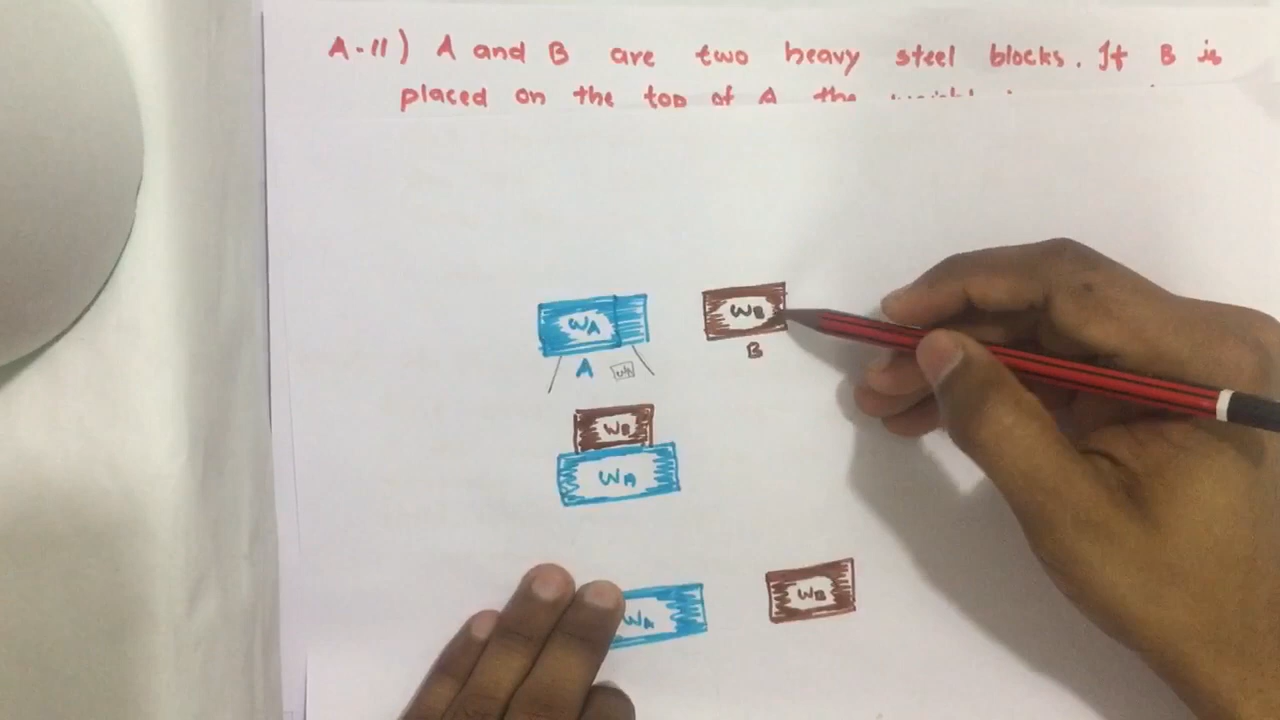 A-11) A and B are two heavy steel blocks. If B is
placed on the top of A the
WA
WB
A
B
WB
WA
WA
WB